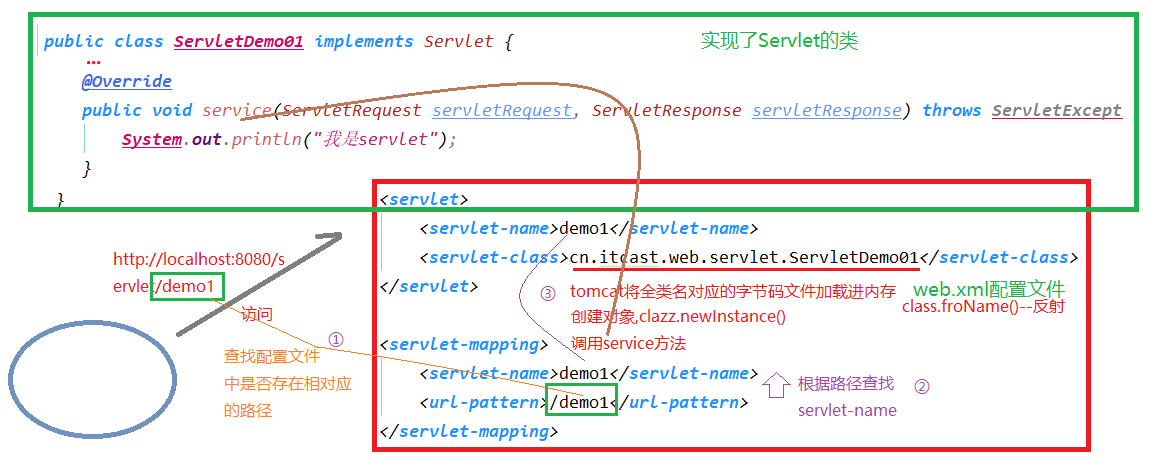 public class ServletDemo01 implements Servlet {
实现了Servlet的类
...
@Override
public void service(ServletRequest servletRequest, ServletResponse servletResponse) throws ServletExcept
System.out.println("我是servlet");
}
}
<servlet>
<servlet-name>demo1</servlet-name>
<servlet-class>cn.itcast.web.servlet.ServletDemo01</servlet-class>
</servlet>
http://localhost:8080/s
ervlet/demo1
访问
①
查找配置文件
中是否存在相对应
的路径
③ tomcat将全类名对应的字节码文件加载进内存
创建对象,clazz.newInstance()
调用service方法
web.xml配置文件
class.froName()--反射
<servlet-mapping>
<servlet-name>demo1</servlet-name>
<url-pattern>/demo1</url-pattern>
</servlet-mapping>
根据路径查找 ②
servlet-name